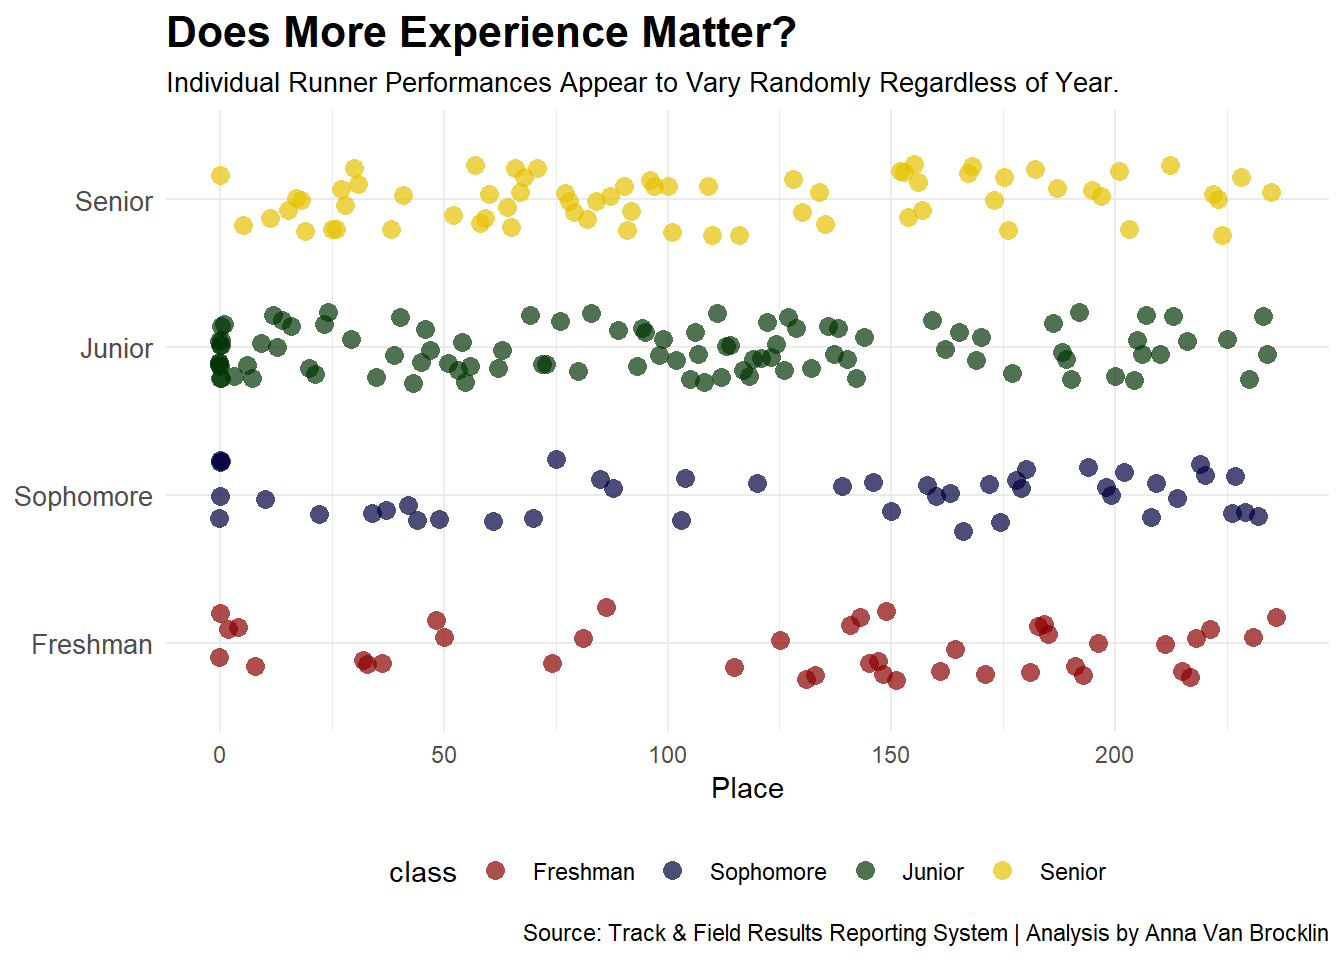 Does More Experience Matter?
Individual Runner Performances Appear to Vary Randomly Regardless of Year.
Senior
Junior
Sophomore
Freshman
0 50 100 150 200
Place
class Freshman Sophomore Junior Senior
Source: Track & Field Results Reporting System | Analysis by Anna Van Brocklin